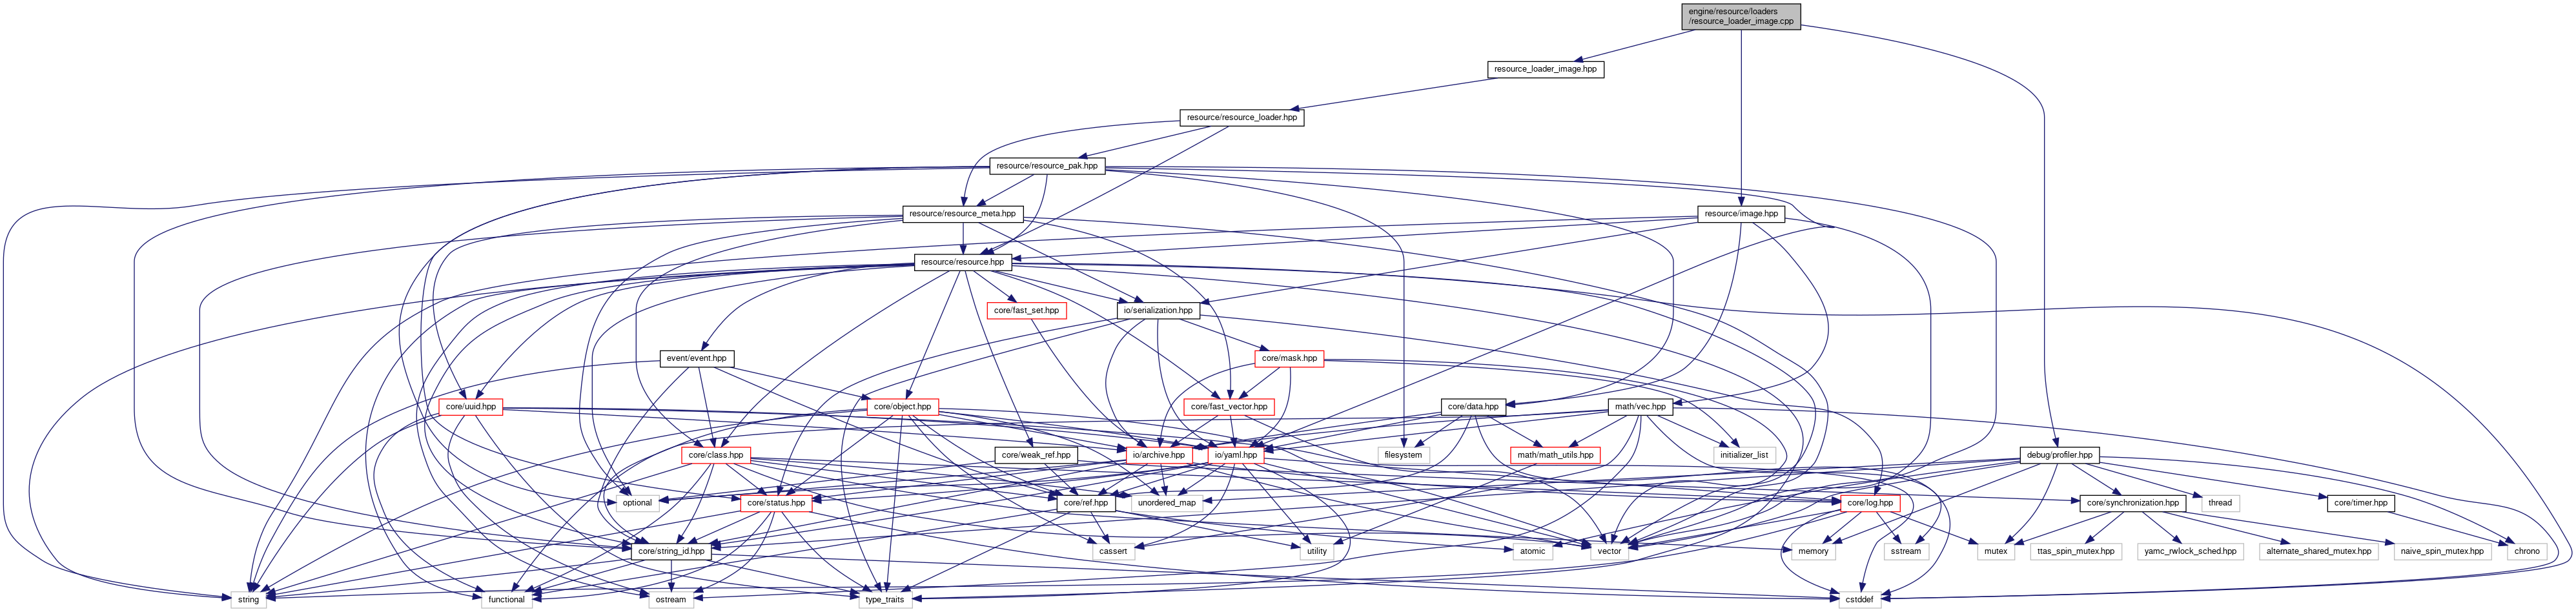 engine/resource/loaders
/resource_loader_image.cpp
resource_loader_image.hpp
resource/resource_loader.hpp
resource/resource_pak.hpp
resource/resource_meta.hpp
resource/image.hpp
resource/resource.hpp
core/fast_set.hpp
io/serialization.hpp
event/event.hpp
core/mask.hpp
core/uuid.hpp
core/object.hpp
core/fast_vector.hpp
core/data.hpp
math/vec.hpp
core/class.hpp
core/weak_ref.hpp
io/archive.hpp
io/yaml.hpp
filesystem
math/math_utils.hpp
initializer_list
debug/profiler.hpp
optional
core/status.hpp
core/ref.hpp
unordered_map
core/log.hpp
core/synchronization.hpp
thread
core/timer.hpp
core/string_id.hpp
cassert
utility
atomic
vector
memory
sstream
mutex
ttas_spin_mutex.hpp
yamc_rwlock_sched.hpp
alternate_shared_mutex.hpp
naive_spin_mutex.hpp
chrono
string
functional
ostream
type_traits
cstddef